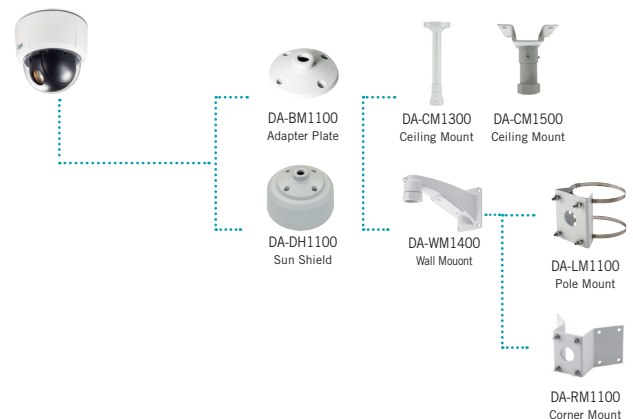 DA-BM1100
Adapter Plate
DA-CM1300
Ceiling Mount
DA-CM1500
Ceiling Mount
DA-DH1100
Sun Shield
DA-WM1400
Wall Mouont
DA-LM1100
Pole Mount
DA-RM1100
Corner Mount